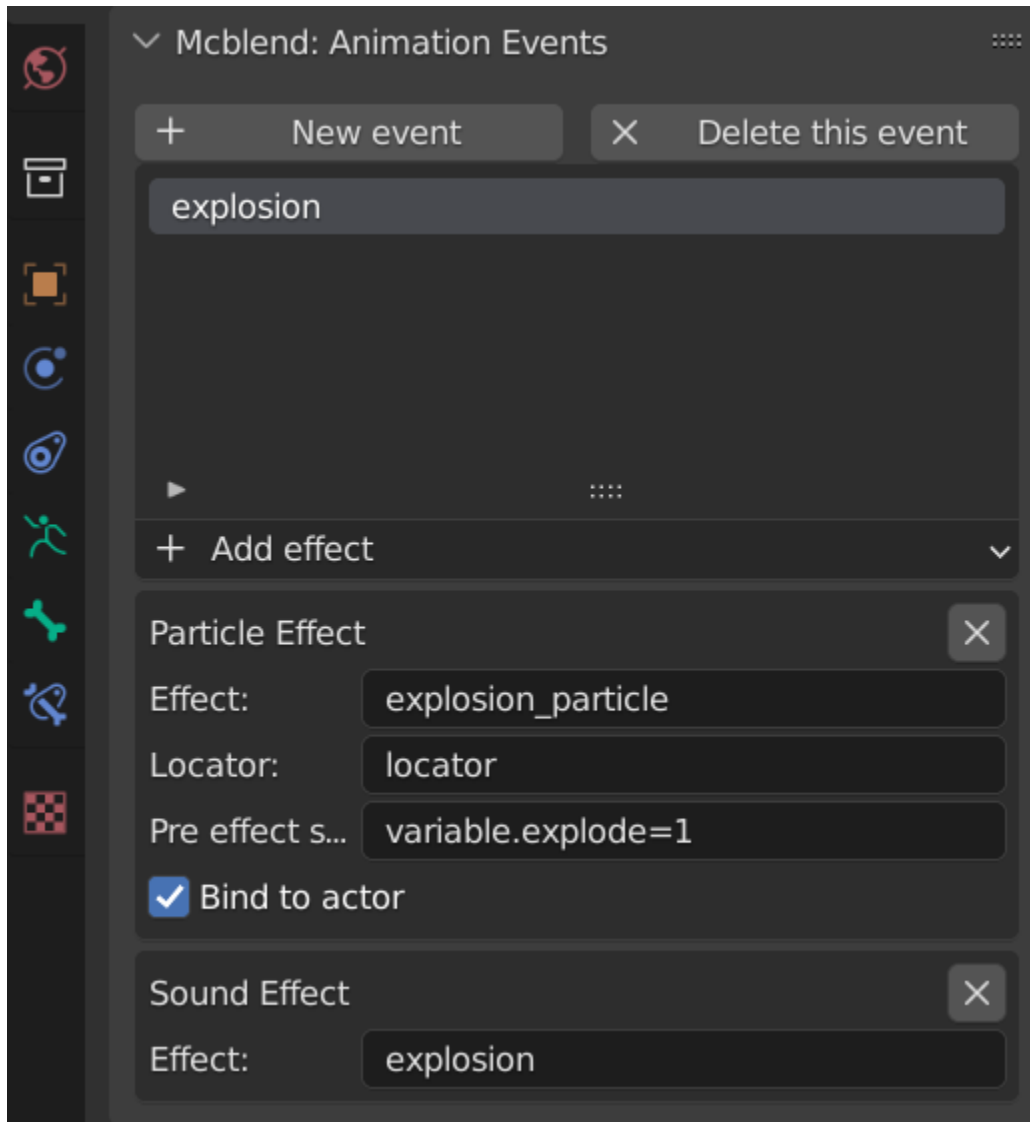 Mcblend: Animation Events
New event
Delete this event
explosion
Add effect
Particle Effect
Effect: explosion_particle
Locator: locator
Pre effect s... variable.explode=1
Bind to actor
Sound Effect
Effect: explosion